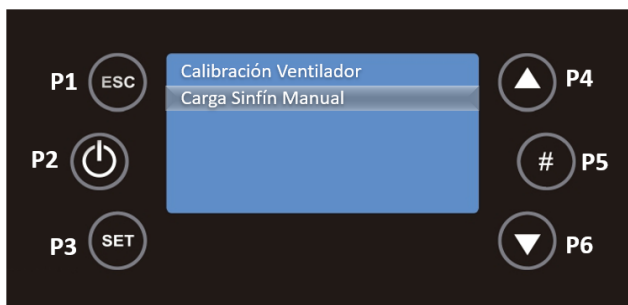 P1 ESC
Calibración Ventilador
Carga Sinfín Manual
P4
P2
# P5
P3 SET
P6